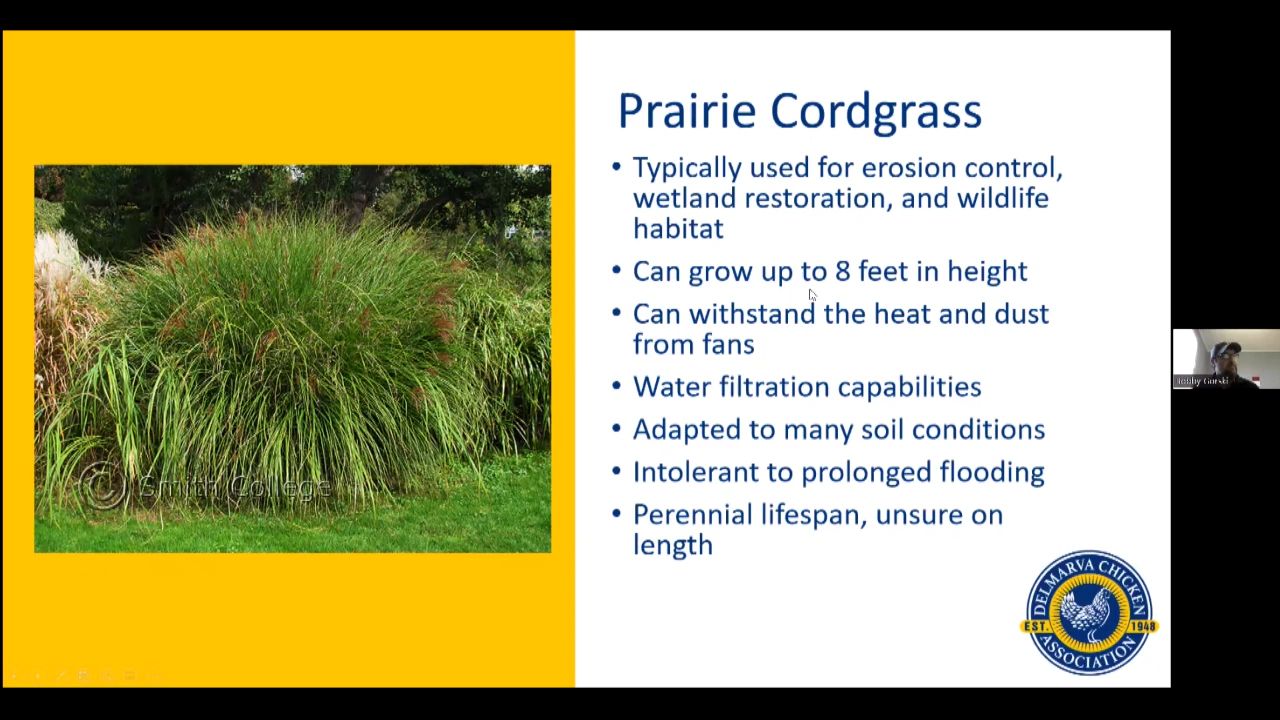 Prairie Cordgrass
• Typically used for erosion control,
wetland restoration, and wildlife
habitat
• Can grow up to 8 feet in height
• Can withstand the heat and dust
from fans
• Water filtration capabilities
• Adapted to many soil conditions
• Intolerant to prolonged flooding
• Perennial lifespan, unsure on
length
© Smith College
DELMARVA CHICKEN
EST. 1948
ASSOCIATION
Bobby Gorski